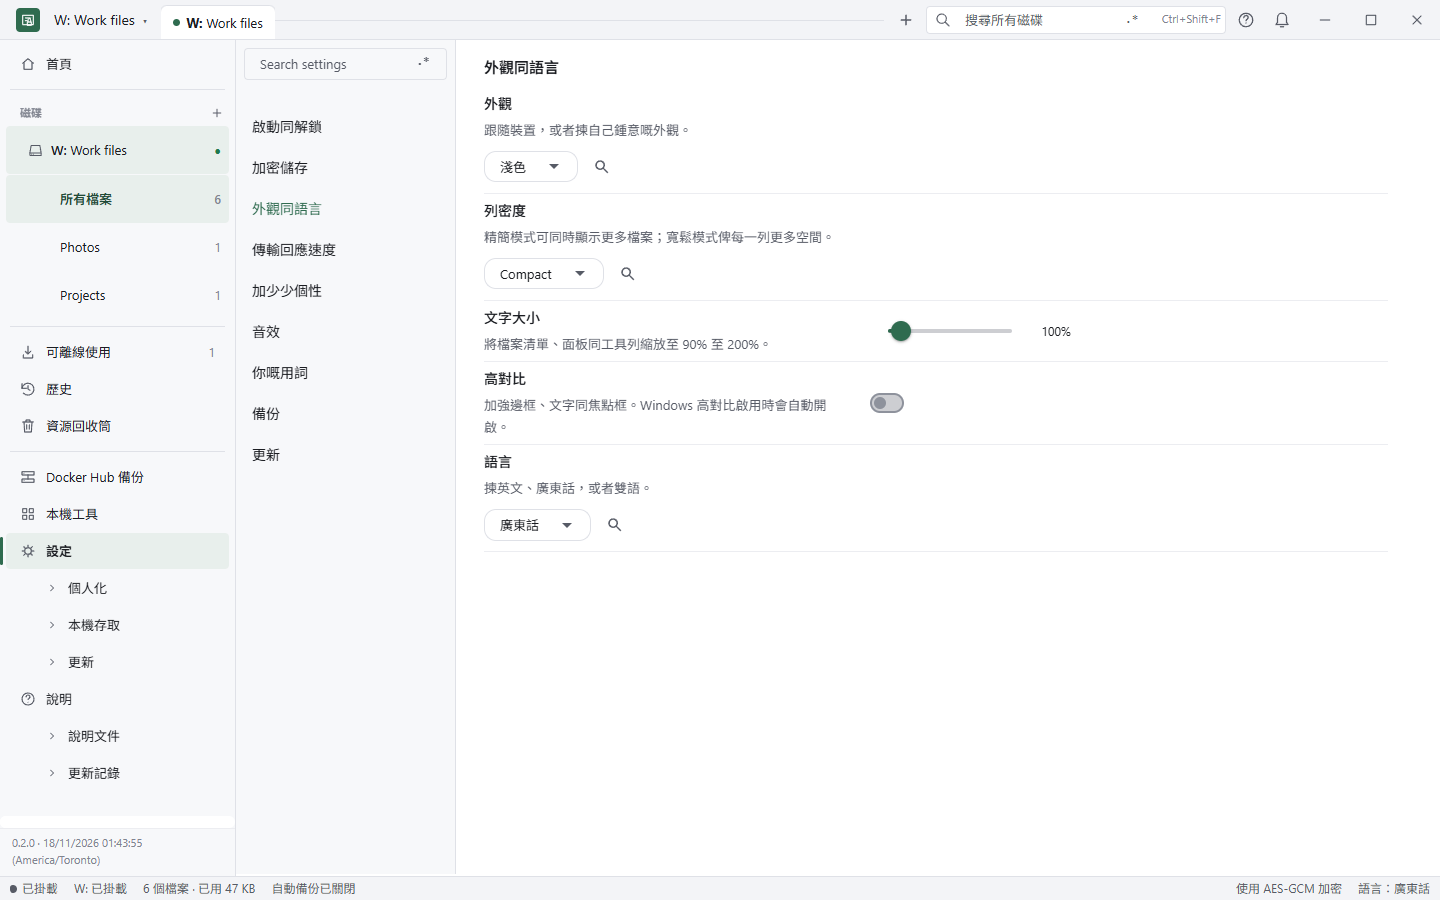 W: Work files
W: Work files
搜尋所有磁碟
.*
Ctrl+Shift+F
首頁
磁碟
W: Work files
所有檔案 6
Photos 1
Projects 1
可離線使用 1
歷史
資源回收筒
Docker Hub 備份
本機工具
設定
個人化
本機存取
更新
說明
說明文件
更新記錄
0.2.0 · 18/11/2026 01:43:55
(America/Toronto)
Search settings .*
啟動同解鎖
加密儲存
外觀同語言
傳輸回應速度
加少少個性
音效
你嘅用詞
備份
更新
外觀同語言
外觀
跟隨裝置，或者揀自己鍾意嘅外觀。
淺色
列密度
精簡模式可同時顯示更多檔案；寬鬆模式俾每一列更多空間。
Compact
文字大小
將檔案清單、面板同工具列縮放至 90% 至 200%。
100%
高對比
加強邊框、文字同焦點框。Windows 高對比啟用時會自動開
啟。
語言
揀英文、廣東話，或者雙語。
廣東話
已掛載 W: 已掛載 6 個檔案 · 已用 47 KB 自動備份已關閉
使用 AES-GCM 加密 語言：廣東話